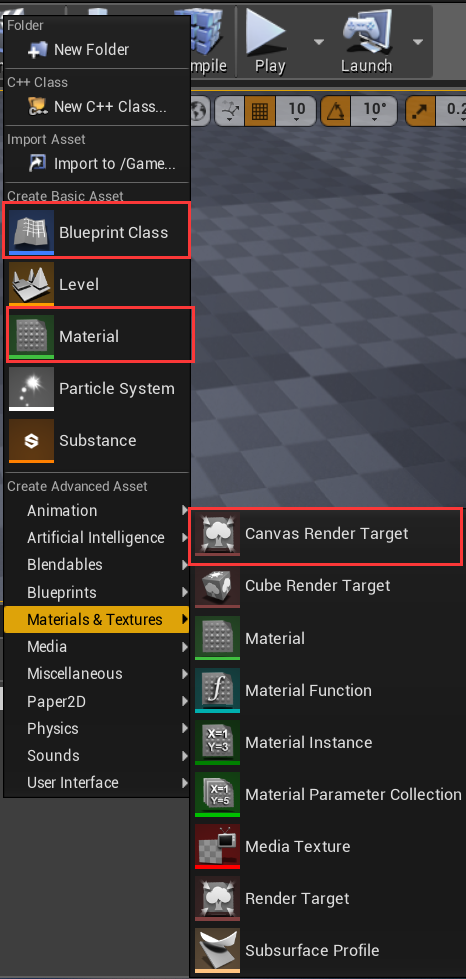 Folder
New Folder
mpile
Play
Launch
C++ Class
New C++ Class...
10
10°
0.2
Import Asset
Import to /Game...
Create Basic Asset
Blueprint Class
Level
Material
Particle System
Substance
Create Advanced Asset
Animation
Artificial Intelligence
Blendables
Blueprints
Materials & Textures
Media
Miscellaneous
Paper2D
Physics
Sounds
User Interface
Canvas Render Target
Cube Render Target
Material
Material Function
X=1
Y=3
Material Instance
X=1
Y=5
Material Parameter Collection
Media Texture
Render Target
Subsurface Profile